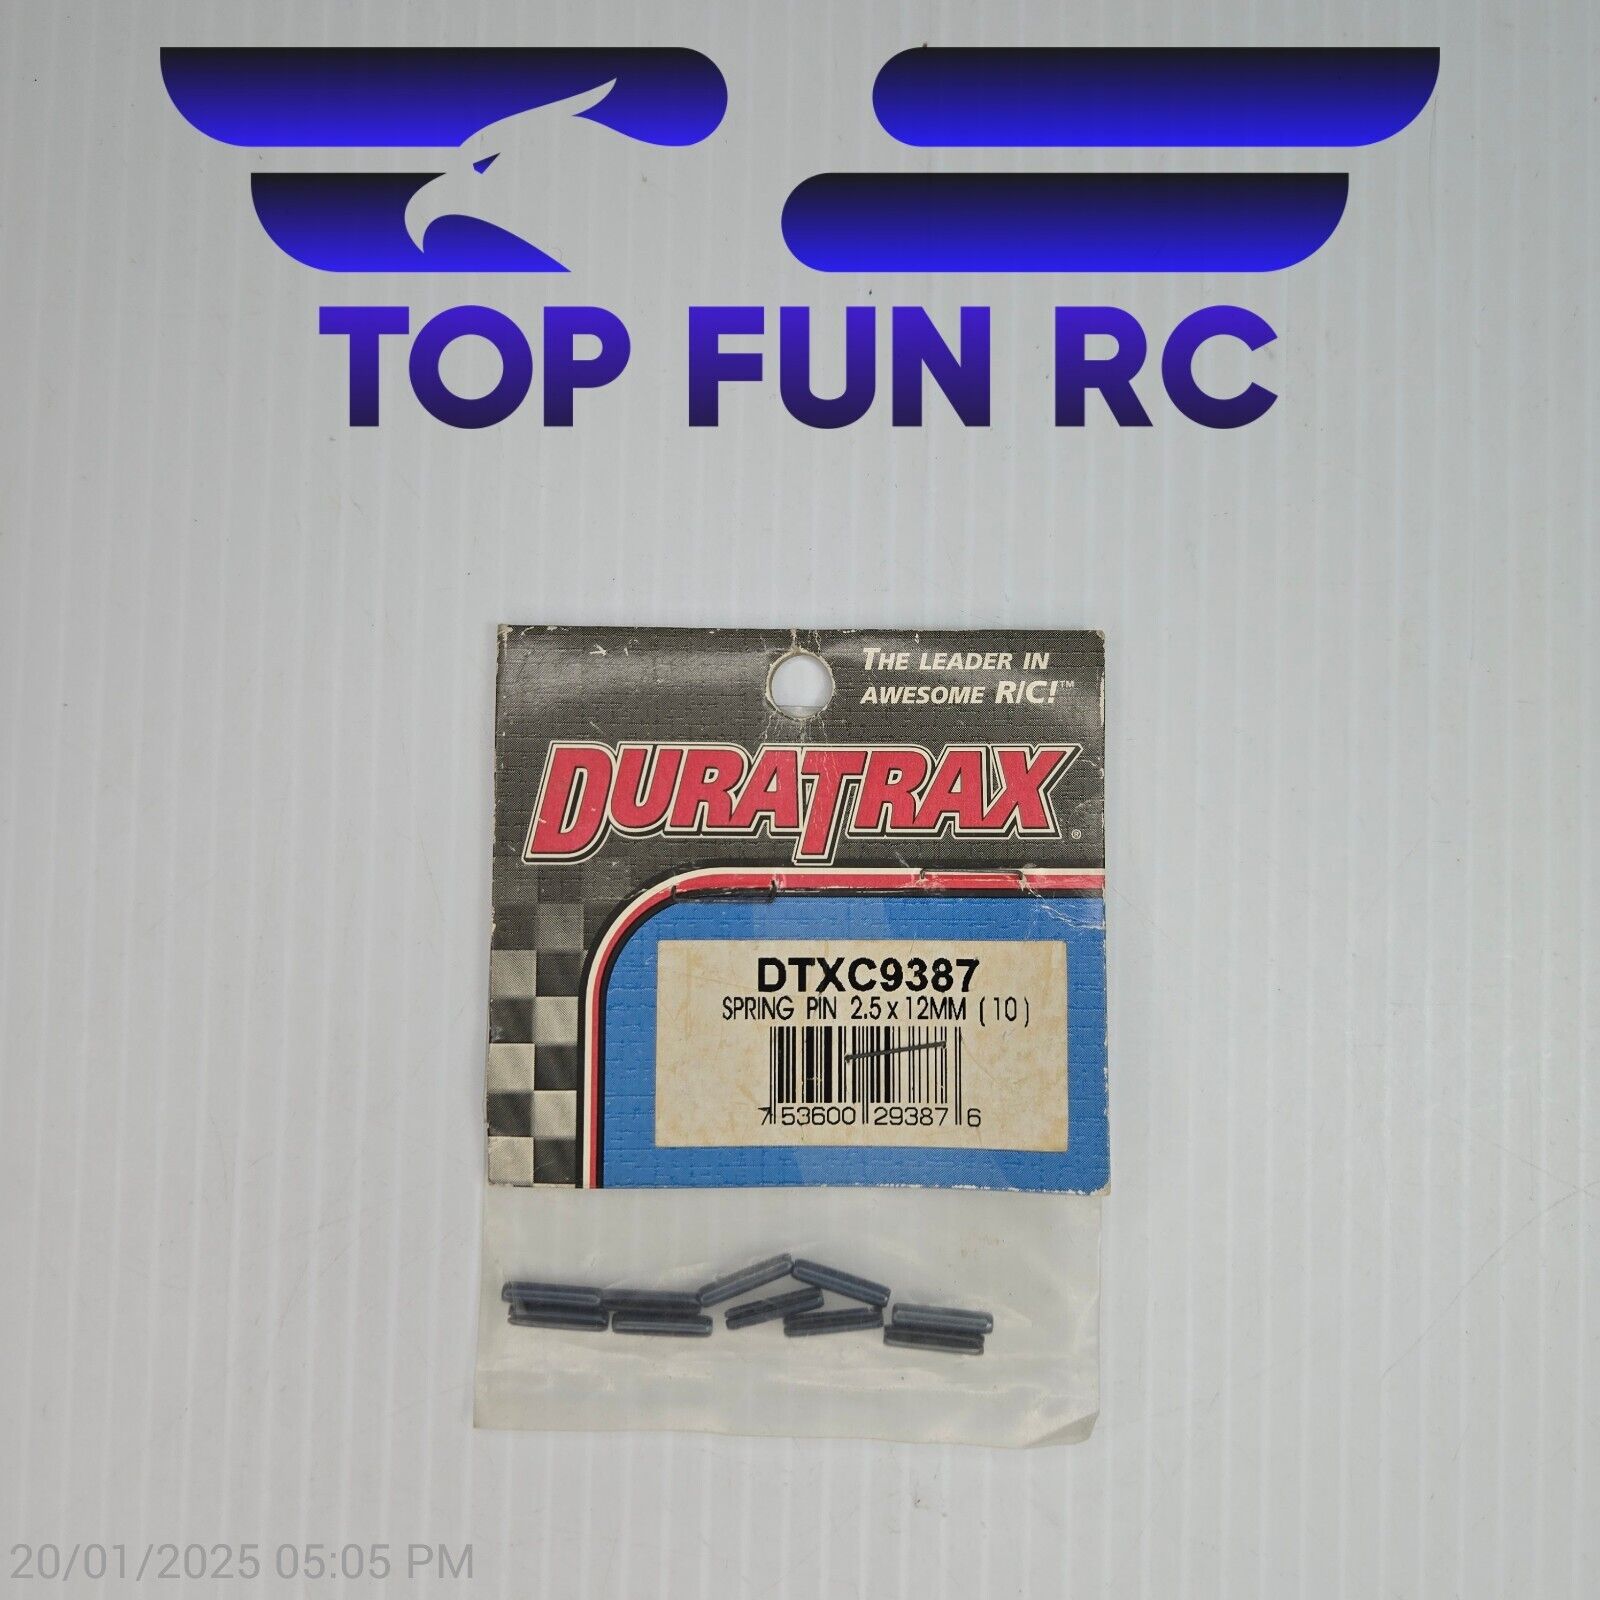 TOP FUN RC
THE LEADER IN
AWESOME R/C!™
DURATRAX®
DTXC9387
SPRING PIN 2.5 x 12MM (10)
7 53600 29387 6
20/01/2025 05:05 PM